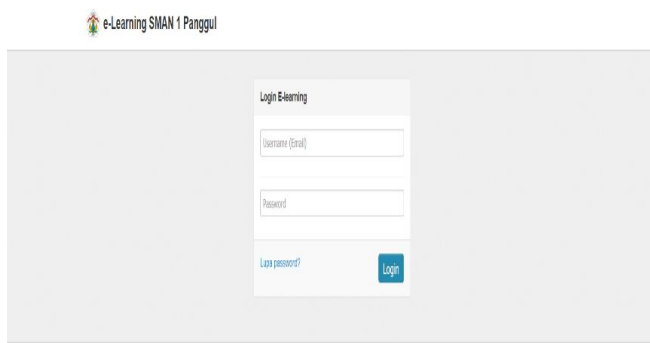 e-Learning SMAN 1 Panggul
Login E-learning
Username (Email)
Password
Lupa password?
Login